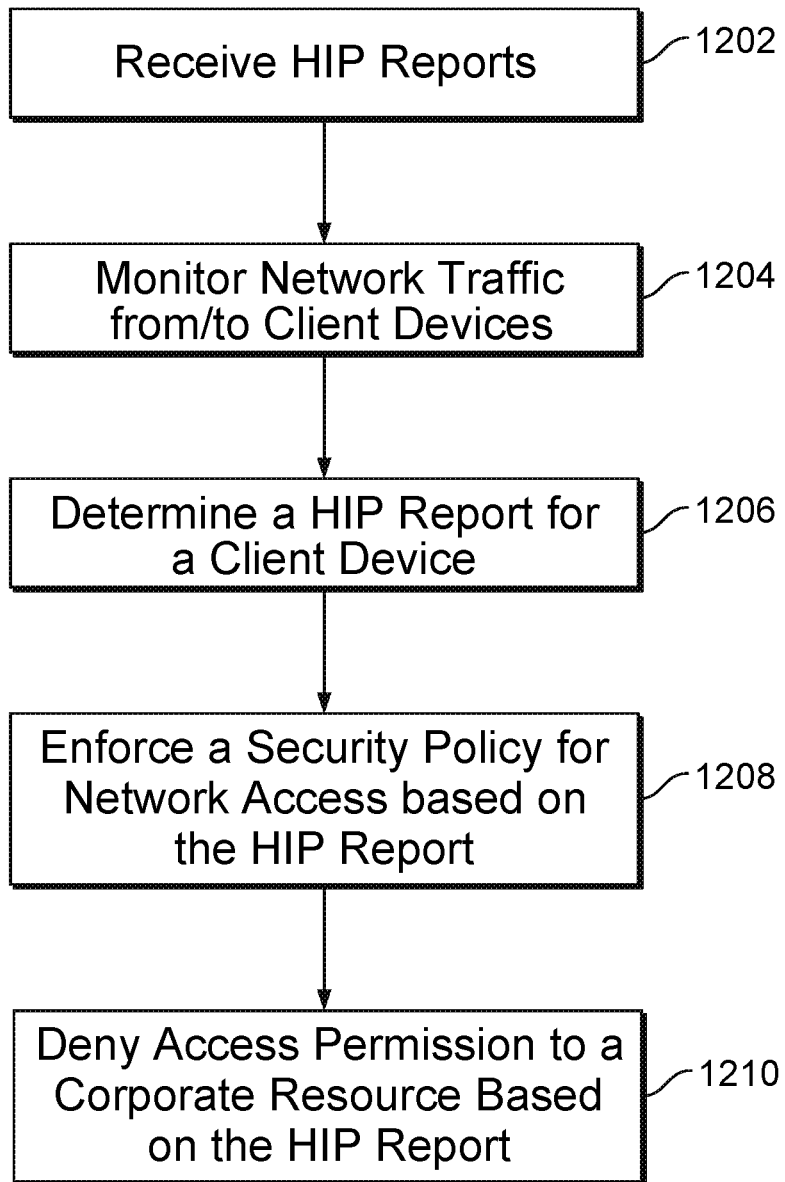 Receive HIP Reports
1202
Monitor Network Traffic
from/to Client Devices
1204
Determine a HIP Report for
a Client Device
1206
Enforce a Security Policy for
Network Access based on
the HIP Report
1208
Deny Access Permission to a
Corporate Resource Based
on the HIP Report
1210